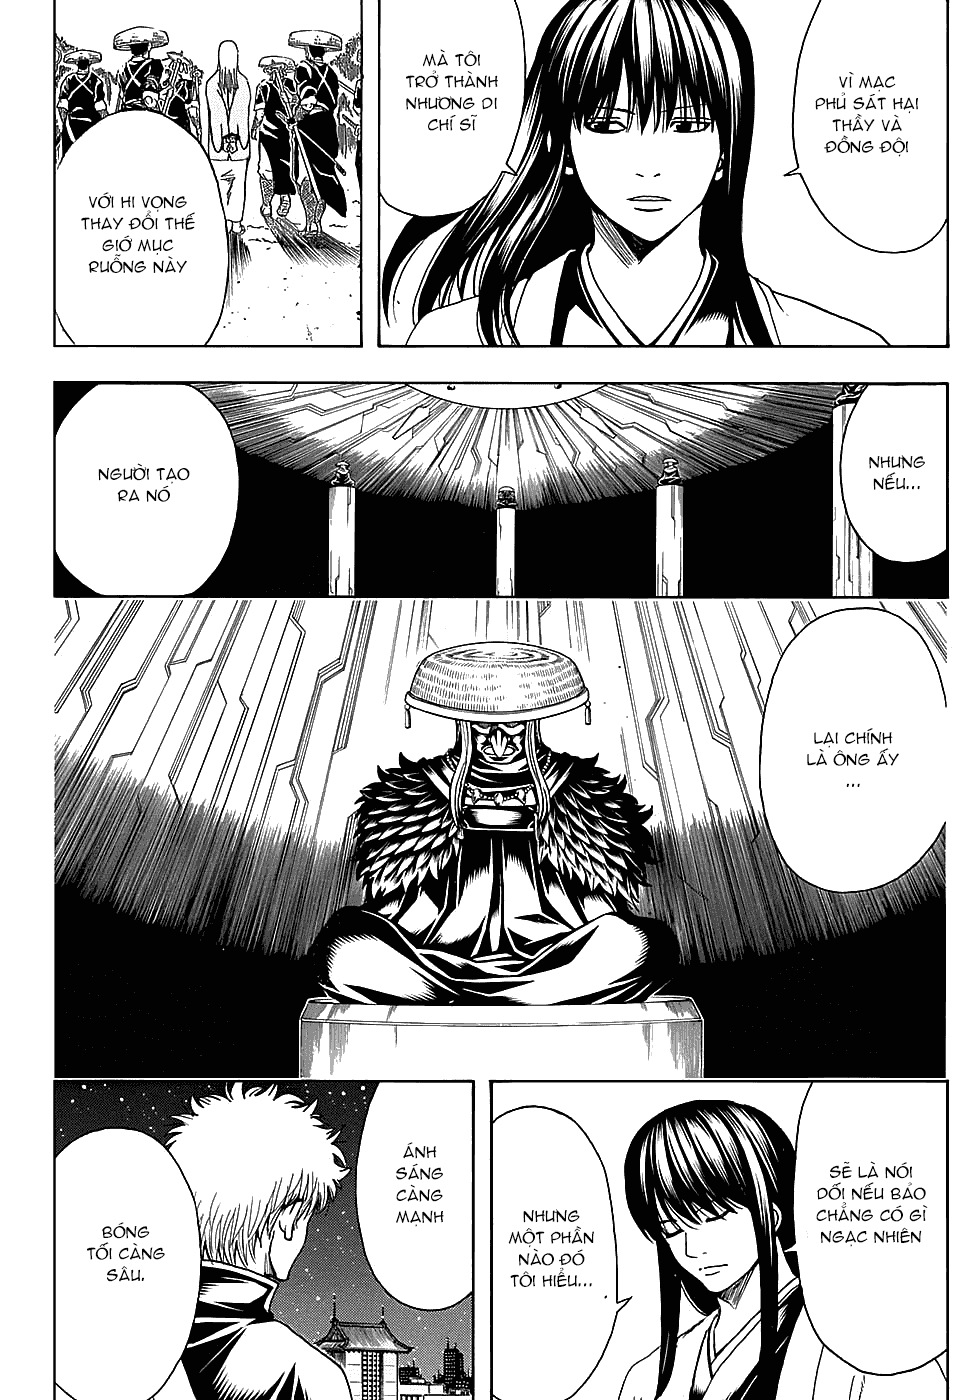 VÌ MẠC
PHỦ SÁT HẠI
THẦY VÀ
ĐỒNG ĐỘI
MÀ TÔI
TRỞ THÀNH
NHƯƠNG DI
CHÍ SĨ
VỚI HI VỌNG
THAY ĐỔI THẾ
GIỚ MỤC
RUỖNG NÀY
NHƯNG
NẾU...
NGƯỜI TẠO
RA NÓ
LẠI CHÍNH
LÀ ÔNG ẤY
...
SẼ LÀ NÓI
DỐI NẾU BẢO
CHẲNG CÓ GÌ
NGẠC NHIÊN
NHƯNG
MỘT PHẦN
NÀO ĐÓ
TÔI HIỂU...
ÁNH
SÁNG
CÀNG
MẠNH
BÓNG
TỐI CÀNG
SÂU.